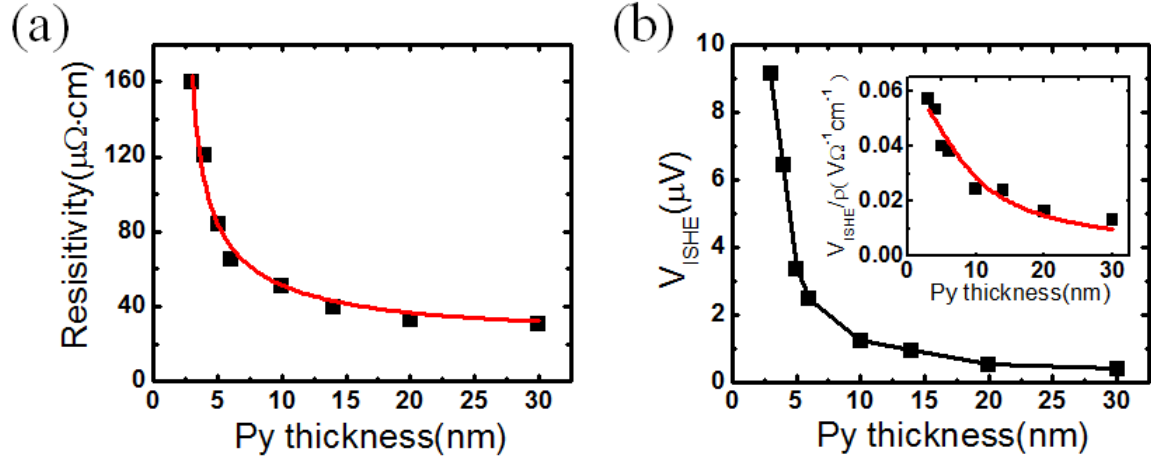 (a)
Resisitivity(μΩ·cm)
160
120
80
40
0
0 5 10 15 20 25 30
Py thickness(nm)
(b)
V_ISHE(μV)
10
8
6
4
2
0
0 5 10 15 20 25 30
Py thickness(nm)
V_ISHE/ρ( VΩ⁻¹cm⁻¹ )
0.06
0.04
0.02
0.00
0 10 20 30
Py thickness(nm)